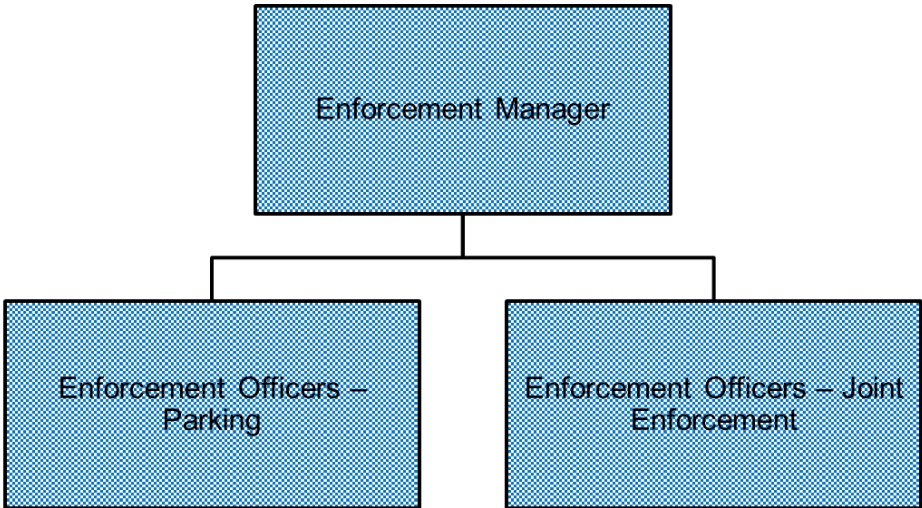 Enforcement Manager
Enforcement Officers –
Parking
Enforcement Officers – Joint
Enforcement